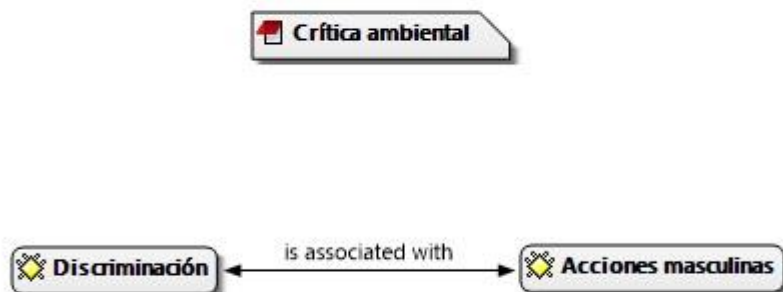 Crítica ambiental
is associated with
Discriminación
Acciones masculinas